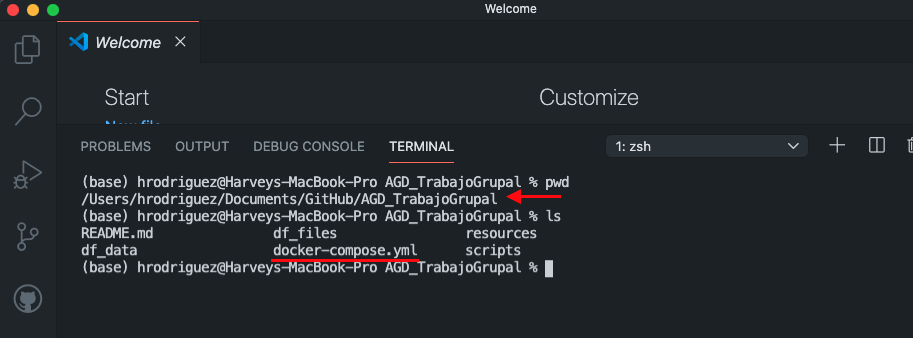 Welcome
Welcome
Start
Customize
New file
PROBLEMS OUTPUT DEBUG CONSOLE TERMINAL 1: zsh
(base) hrodriguez@Harveys-MacBook-Pro AGD_TrabajoGrupal % pwd
/Users/hrodriguez/Documents/GitHub/AGD_TrabajoGrupal
(base) hrodriguez@Harveys-MacBook-Pro AGD_TrabajoGrupal % ls
README.md df_files resources
df_data docker-compose.yml scripts
(base) hrodriguez@Harveys-MacBook-Pro AGD_TrabajoGrupal %